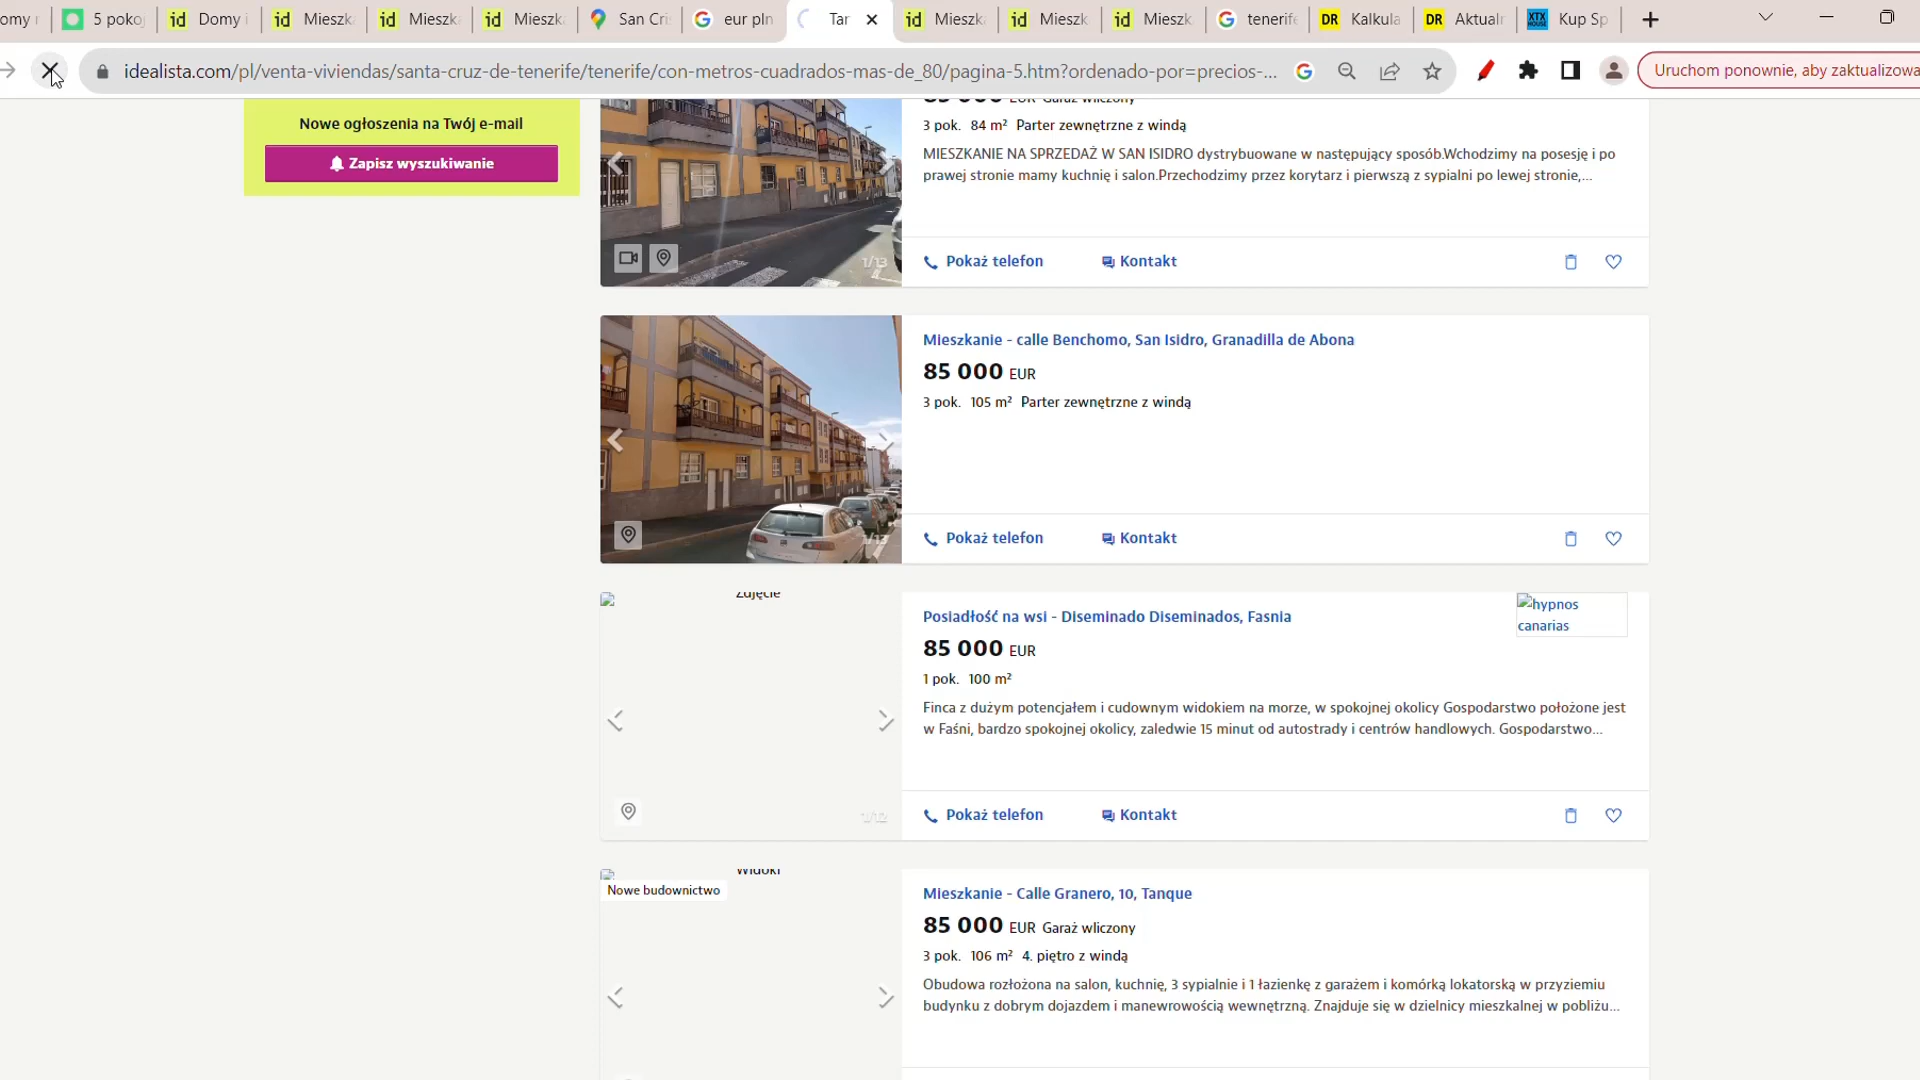 omy r
5 poko
Domy i
Mieszk
Mieszk
Mieszk
San Cri
eur pln
Tar
Mieszk
Mieszk
Mieszk
tenerife
Kalkula
Aktualn
Kup Sp
idealista.com/pl/venta-viviendas/santa-cruz-de-tenerife/tenerife/con-metros-cuadrados-mas-de_80/pagina-5.htm?ordenado-por=precios-...
Uruchom ponownie, aby zaktualizowa
Nowe ogłoszenia na Twój e-mail
Zapisz wyszukiwanie
85 000 EUR Garaż wliczony
3 pok. 84 m² Parter zewnętrzne z windą
MIESZKANIE NA SPRZEDAŻ W SAN ISIDRO dystrybuowane w następujący sposób.Wchodzimy na posesję i po
prawej stronie mamy kuchnię i salon.Przechodzimy przez korytarz i pierwszą z sypialni po lewej stronie,...
1/13
Pokaż telefon
Kontakt
Mieszkanie - calle Benchomo, San Isidro, Granadilla de Abona
85 000 EUR
3 pok. 105 m² Parter zewnętrzne z windą
1/13
Pokaż telefon
Kontakt
Zdjęcie
Posiadłość na wsi - Diseminado Diseminados, Fasnia
hypnos
canarias
85 000 EUR
1 pok. 100 m²
Finca z dużym potencjałem i cudownym widokiem na morze, w spokojnej okolicy Gospodarstwo położone jest
w Faśni, bardzo spokojnej okolicy, zaledwie 15 minut od autostrady i centrów handlowych. Gospodarstwo...
1/12
Pokaż telefon
Kontakt
Widoki
Nowe budownictwo
Mieszkanie - Calle Granero, 10, Tanque
85 000 EUR Garaż wliczony
3 pok. 106 m² 4. piętro z windą
Obudowa rozłożona na salon, kuchnię, 3 sypialnie i 1 łazienkę z garażem i komórką lokatorską w przyziemiu
budynku z dobrym dojazdem i manewrowością wewnętrzną. Znajduje się w dzielnicy mieszkalnej w pobliżu...